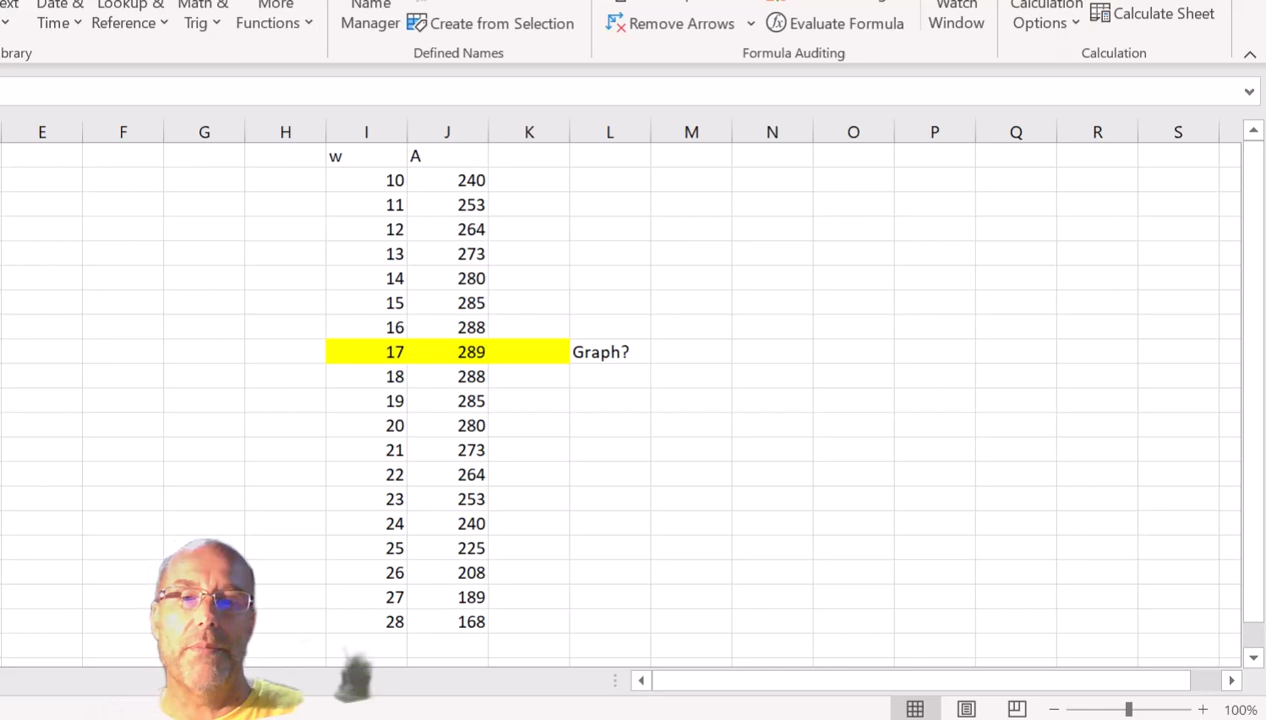 Date & Lookup & Math & More
Time Reference Trig Functions
Name
Manager
Create from Selection
Defined Names
Remove Arrows
Evaluate Formula
Formula Auditing
Watch
Window
Calculation
Options
Calculate Sheet
Calculation
E F G H I J K L M N O P Q R S
w A
10 240
11 253
12 264
13 273
14 280
15 285
16 288
17 289 Graph?
18 288
19 285
20 280
21 273
22 264
23 253
24 240
25 225
26 208
27 189
28 168
100%